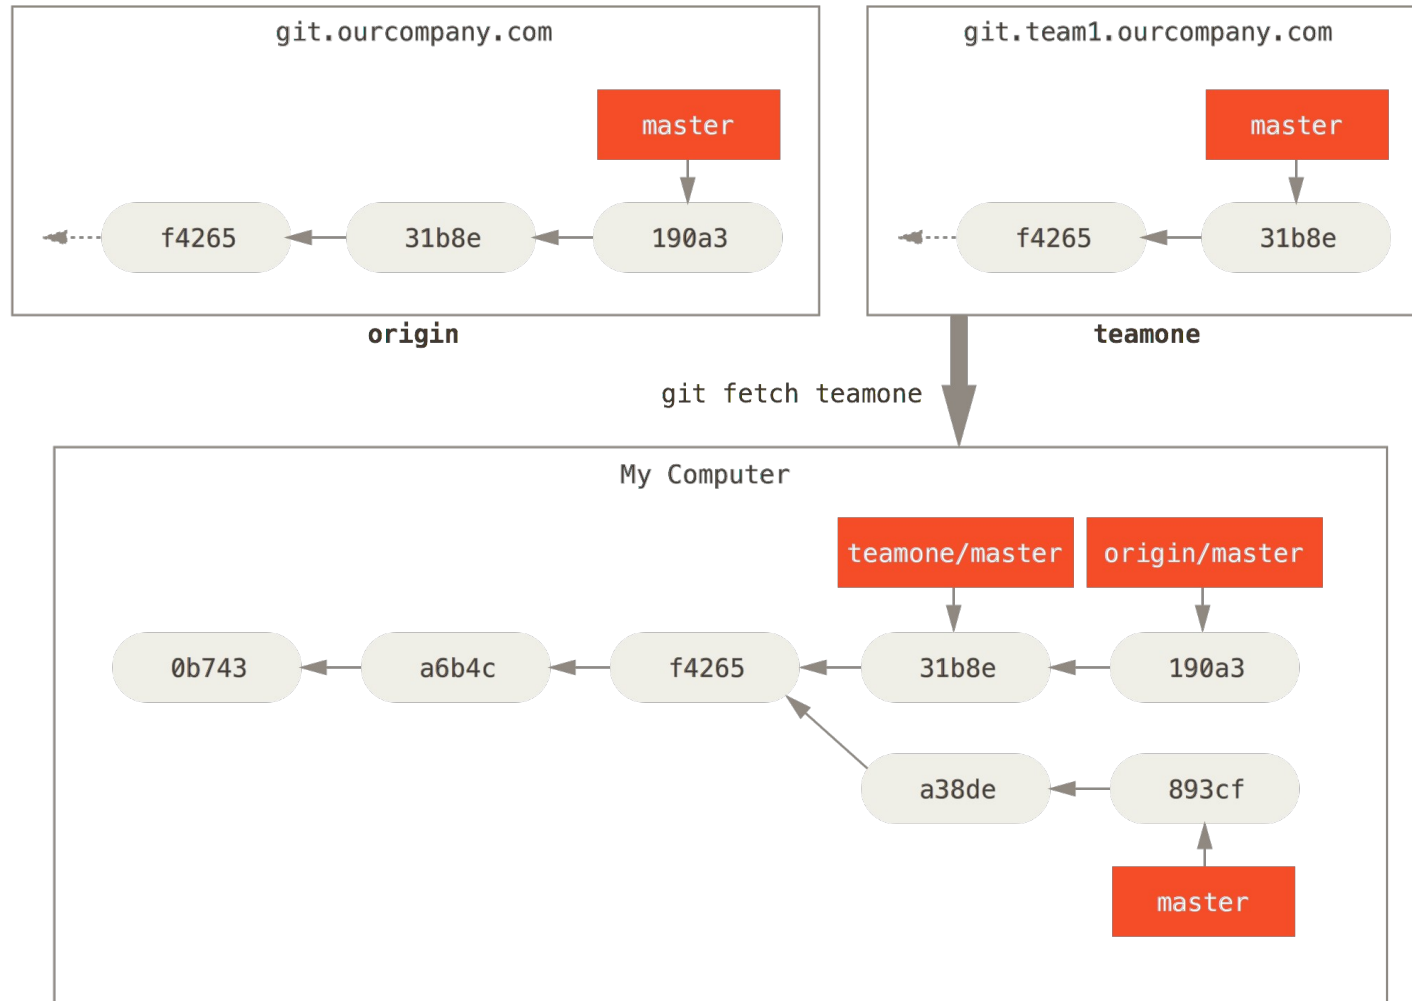 git.ourcompany.com
master
f4265 31b8e 190a3
origin
git.team1.ourcompany.com
master
f4265 31b8e
teamone
git fetch teamone
My Computer
teamone/master origin/master
0b743 a6b4c f4265 31b8e 190a3
a38de 893cf
master